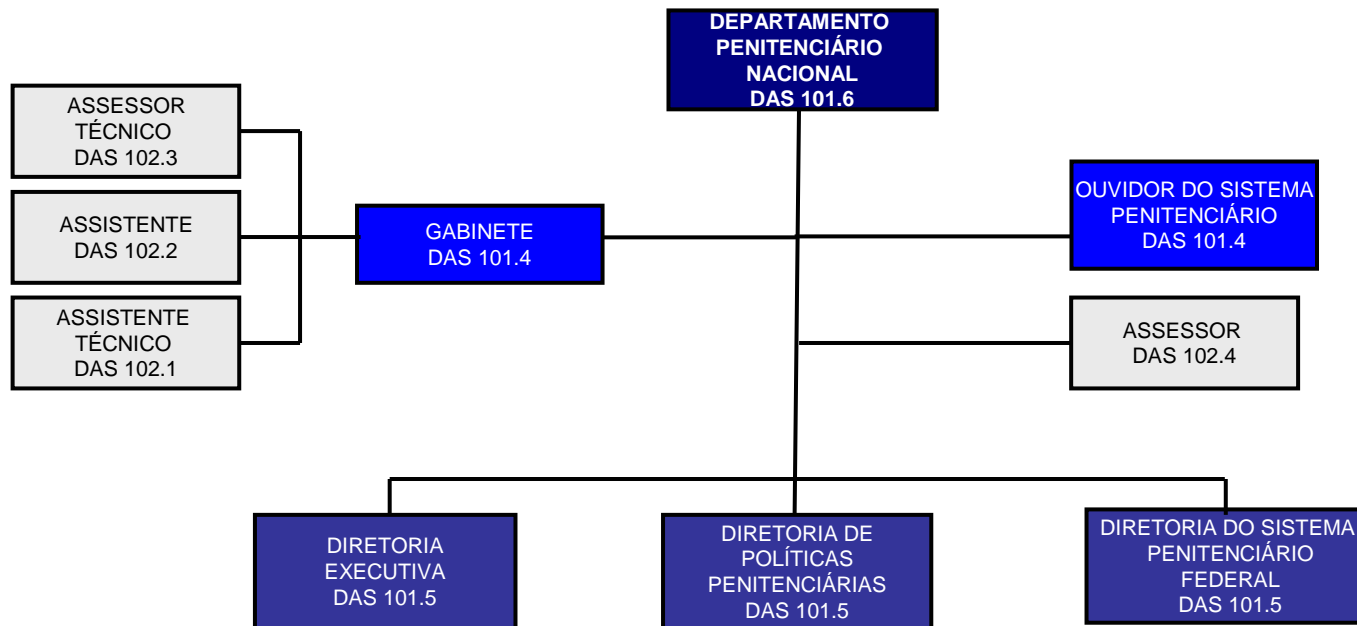 DEPARTAMENTO
PENITENCIÁRIO
NACIONAL
DAS 101.6
ASSESSOR
TÉCNICO
DAS 102.3
ASSISTENTE
DAS 102.2
ASSISTENTE
TÉCNICO
DAS 102.1
GABINETE
DAS 101.4
OUVIDOR DO SISTEMA
PENITENCIÁRIO
DAS 101.4
ASSESSOR
DAS 102.4
DIRETORIA
EXECUTIVA
DAS 101.5
DIRETORIA DE
POLÍTICAS
PENITENCIÁRIAS
DAS 101.5
DIRETORIA DO SISTEMA
PENITENCIÁRIO
FEDERAL
DAS 101.5